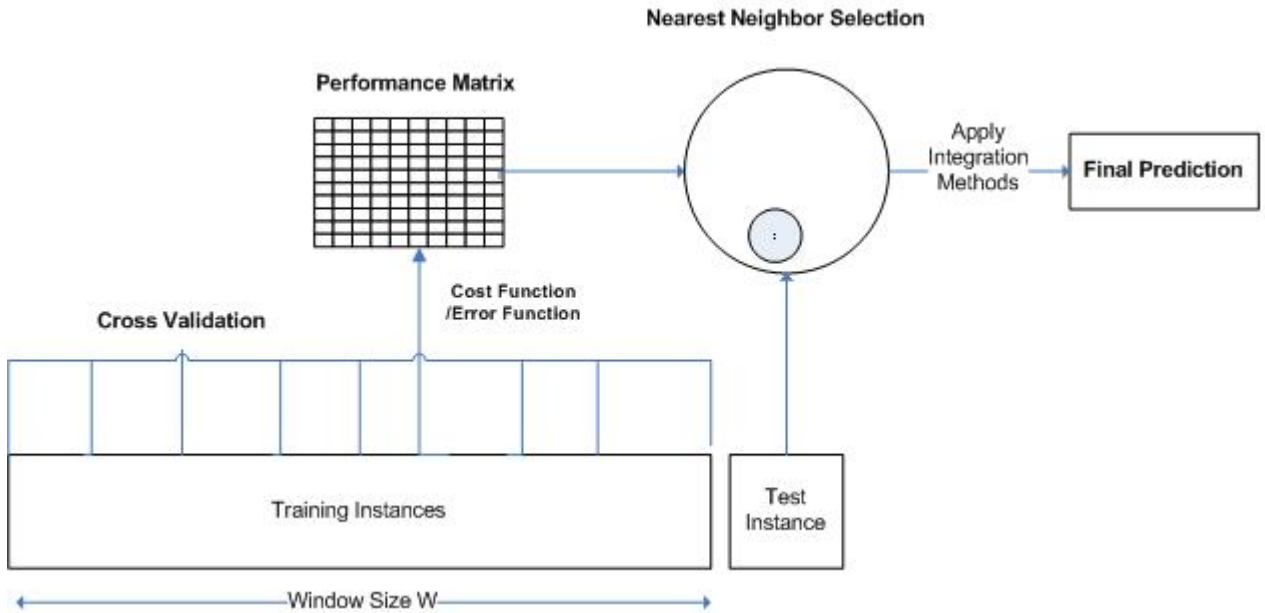 Nearest Neighbor Selection
Performance Matrix
Apply
Integration
Methods
Final Prediction
Cost Function
/Error Function
Cross Validation
Training Instances
Test
Instance
Window Size W